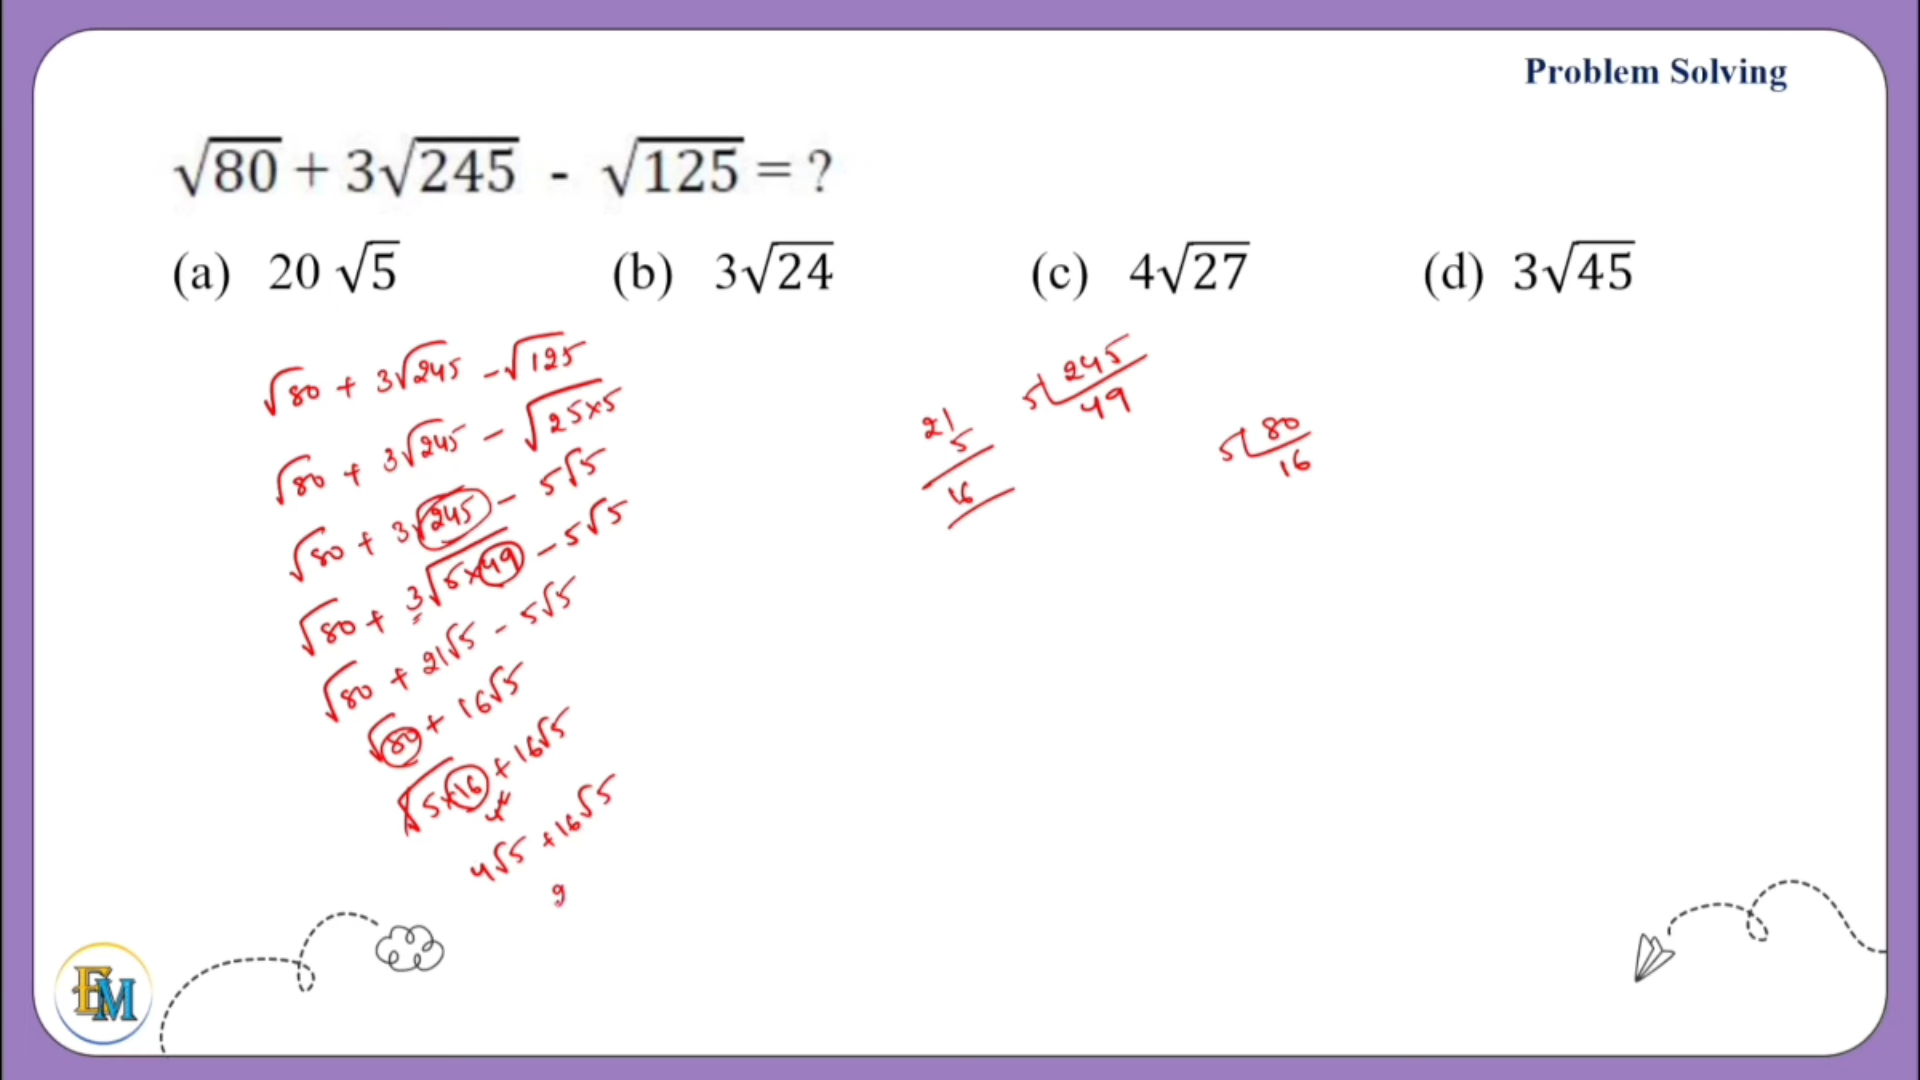 Problem Solving
√80 + 3√245 - √125 = ?
(a) 20 √5 (b) 3√24 (c) 4√27 (d) 3√45
√80 + 3√245 - √125
√80 + 3√245 - √25×5
√80 + 3√245 - 5√5
√80 + 3√5×49 - 5√5
√80 + 21√5 - 5√5
√80 + 16√5
√5×16 + 16√5
4
4√5 + 16√5
21
5
16
5 245
49
5 80
16
EM